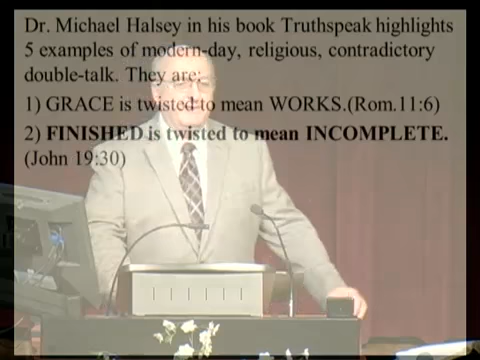 Dr. Michael Halsey in his book Truthspeak highlights
5 examples of modern-day, religious, contradictory
double-talk. They are:
1) GRACE is twisted to mean WORKS.(Rom.11:6)
2) FINISHED is twisted to mean INCOMPLETE.
(John 19:30)